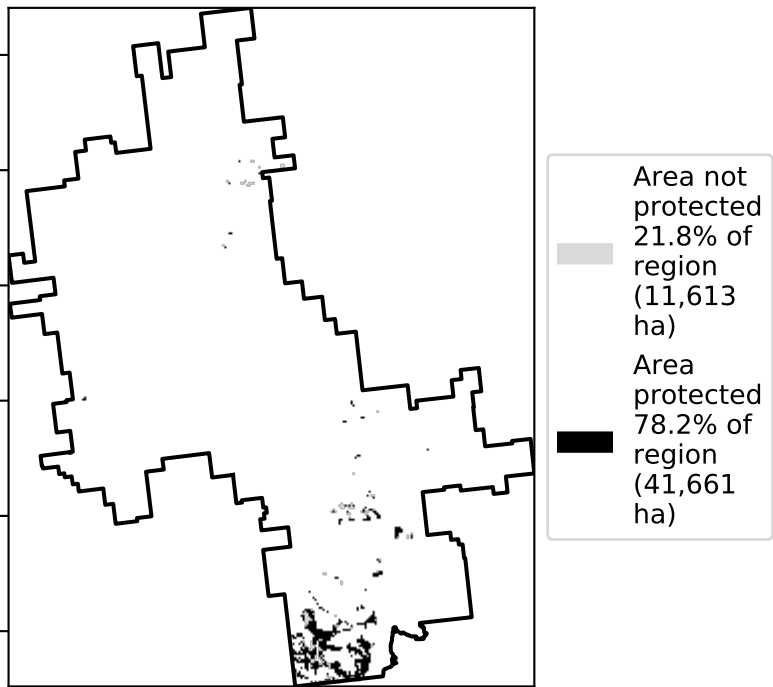 Area not
protected
21.8% of
region
(11,613
ha)
Area
protected
78.2% of
region
(41,661
ha)